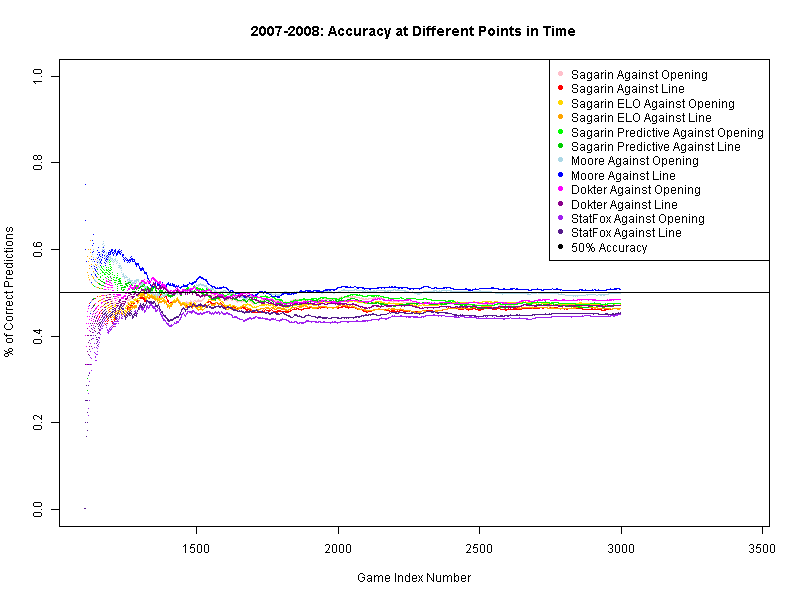 2007-2008: Accuracy at Different Points in Time
% of Correct Predictions
1.0
0.8
0.6
0.4
0.2
0.0
Sagarin Against Opening
Sagarin Against Line
Sagarin ELO Against Opening
Sagarin ELO Against Line
Sagarin Predictive Against Opening
Sagarin Predictive Against Line
Moore Against Opening
Moore Against Line
Dokter Against Opening
Dokter Against Line
StatFox Against Opening
StatFox Against Line
50% Accuracy
1500 2000 2500 3000 3500
Game Index Number